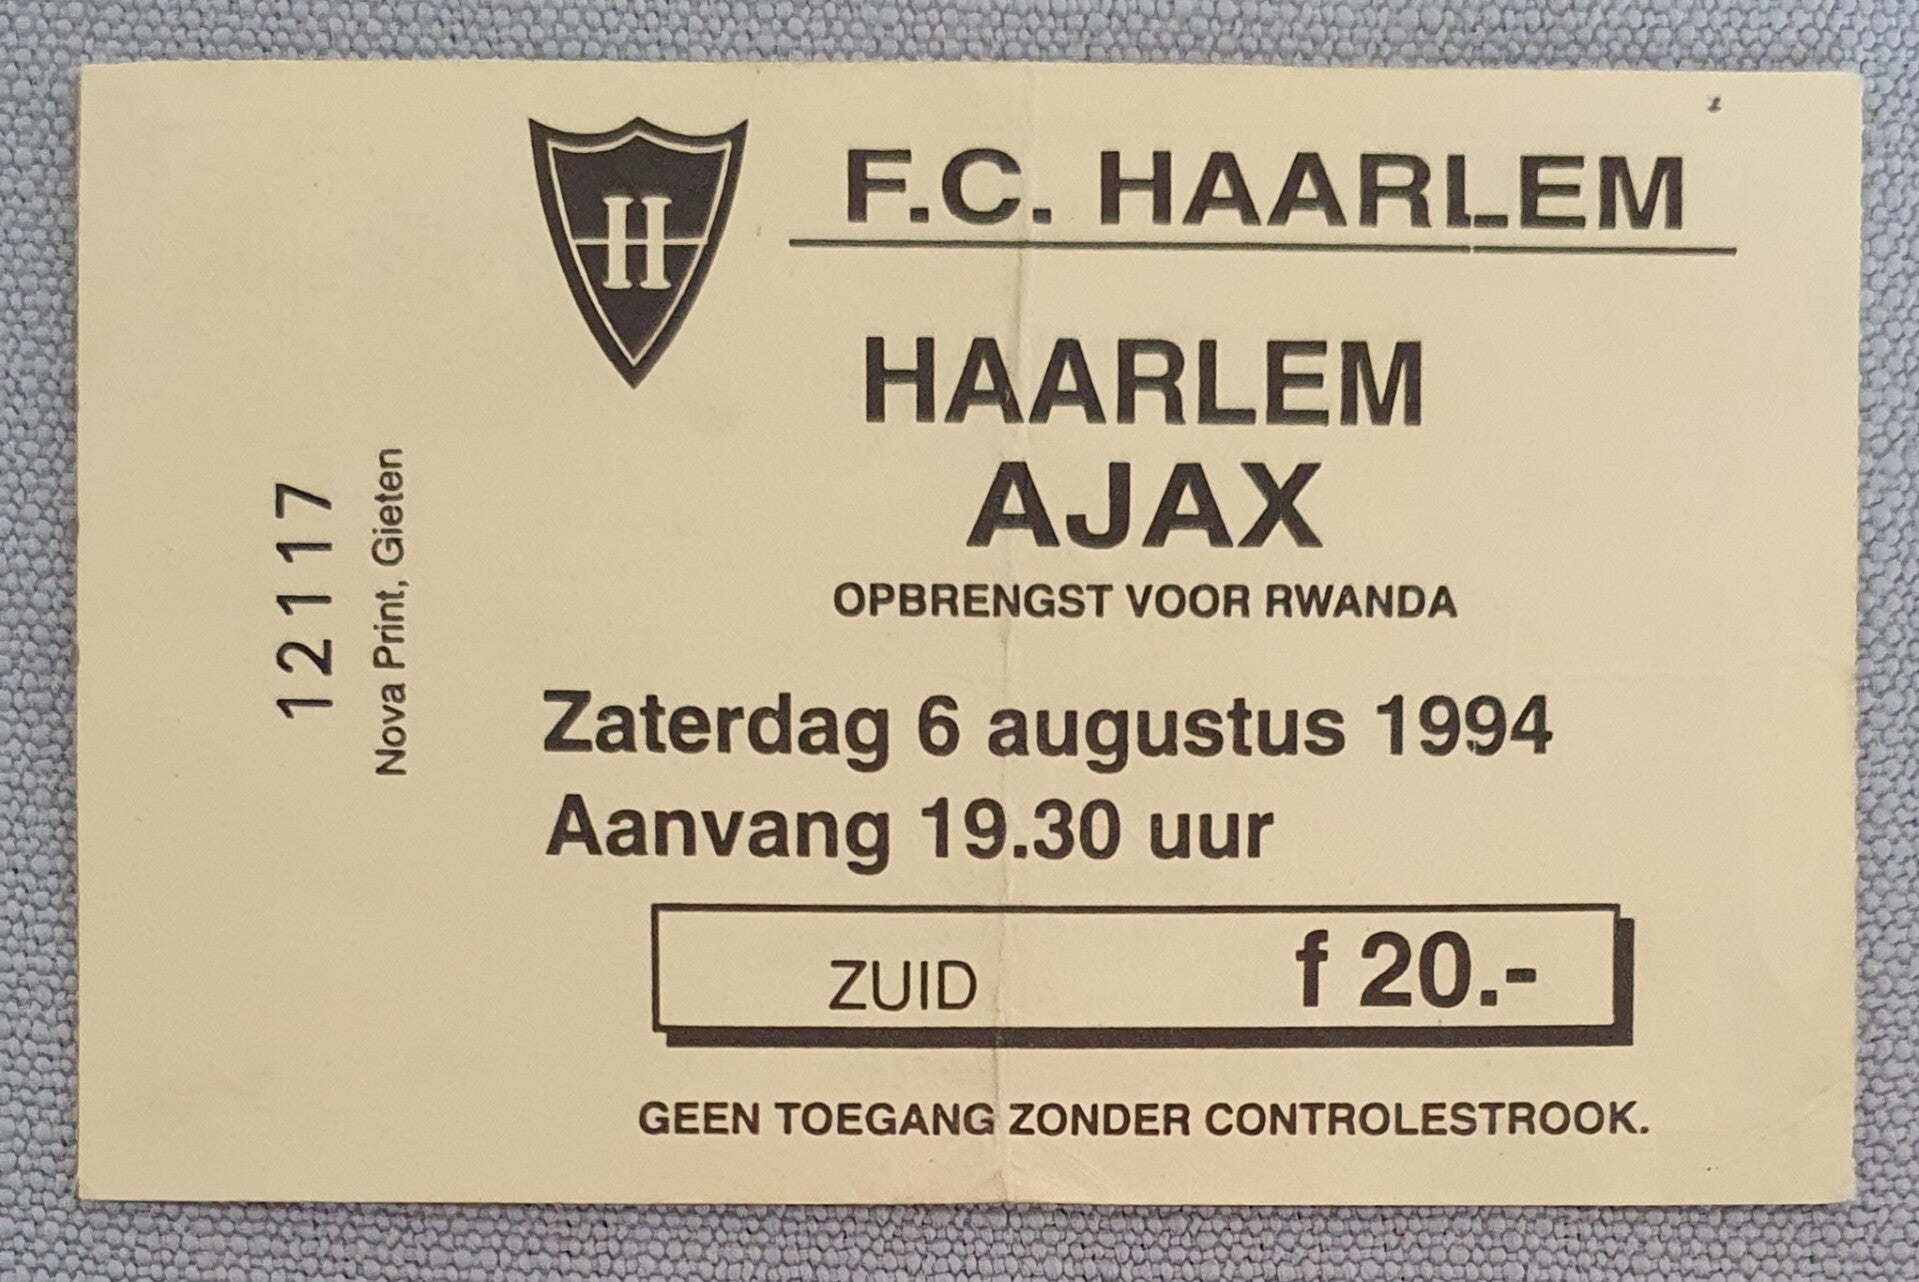 H
F.C. HAARLEM
HAARLEM
AJAX
OPBRENGST VOOR RWANDA
Zaterdag 6 augustus 1994
Aanvang 19.30 uur
ZUID f 20.-
GEEN TOEGANG ZONDER CONTROLESTROOK.
12117
Nova Print, Gieten